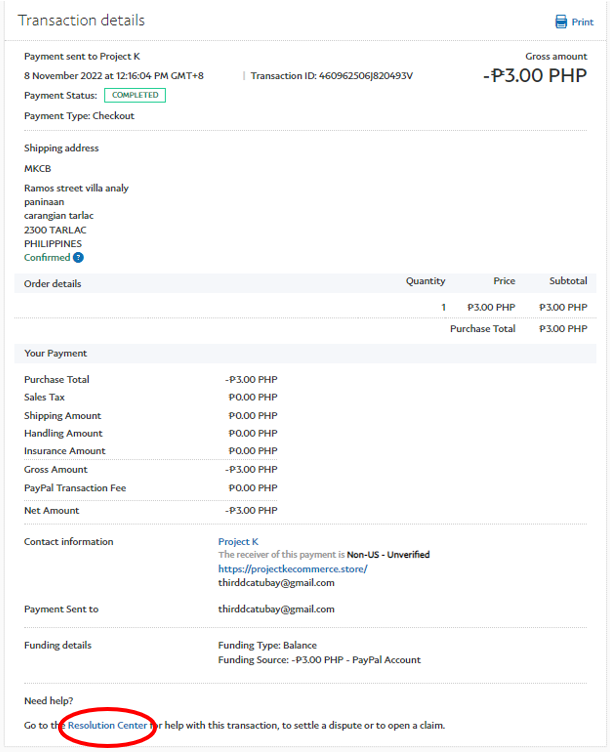 Transaction details
Print
Payment sent to Project K
Gross amount
8 November 2022 at 12:16:04 PM GMT+8 | Transaction ID: 460962506J820493V
-₱3.00 PHP
Payment Status: COMPLETED
Payment Type: Checkout
Shipping address
MKCB
Ramos street villa analy
paninaan
carangian tarlac
2300 TARLAC
PHILIPPINES
Confirmed ?
Order details Quantity Price Subtotal
1 ₱3.00 PHP ₱3.00 PHP
Purchase Total ₱3.00 PHP
Your Payment
Purchase Total -₱3.00 PHP
Sales Tax ₱0.00 PHP
Shipping Amount ₱0.00 PHP
Handling Amount ₱0.00 PHP
Insurance Amount ₱0.00 PHP
Gross Amount -₱3.00 PHP
PayPal Transaction Fee ₱0.00 PHP
Net Amount -₱3.00 PHP
Contact information Project K
The receiver of this payment is Non-US - Unverified
https://projectkecommerce.store/
thirddcatubay@gmail.com
Payment Sent to thirddcatubay@gmail.com
Funding details Funding Type: Balance
Funding Source: -₱3.00 PHP - PayPal Account
Need help?
Go to the Resolution Center for help with this transaction, to settle a dispute or to open a claim.